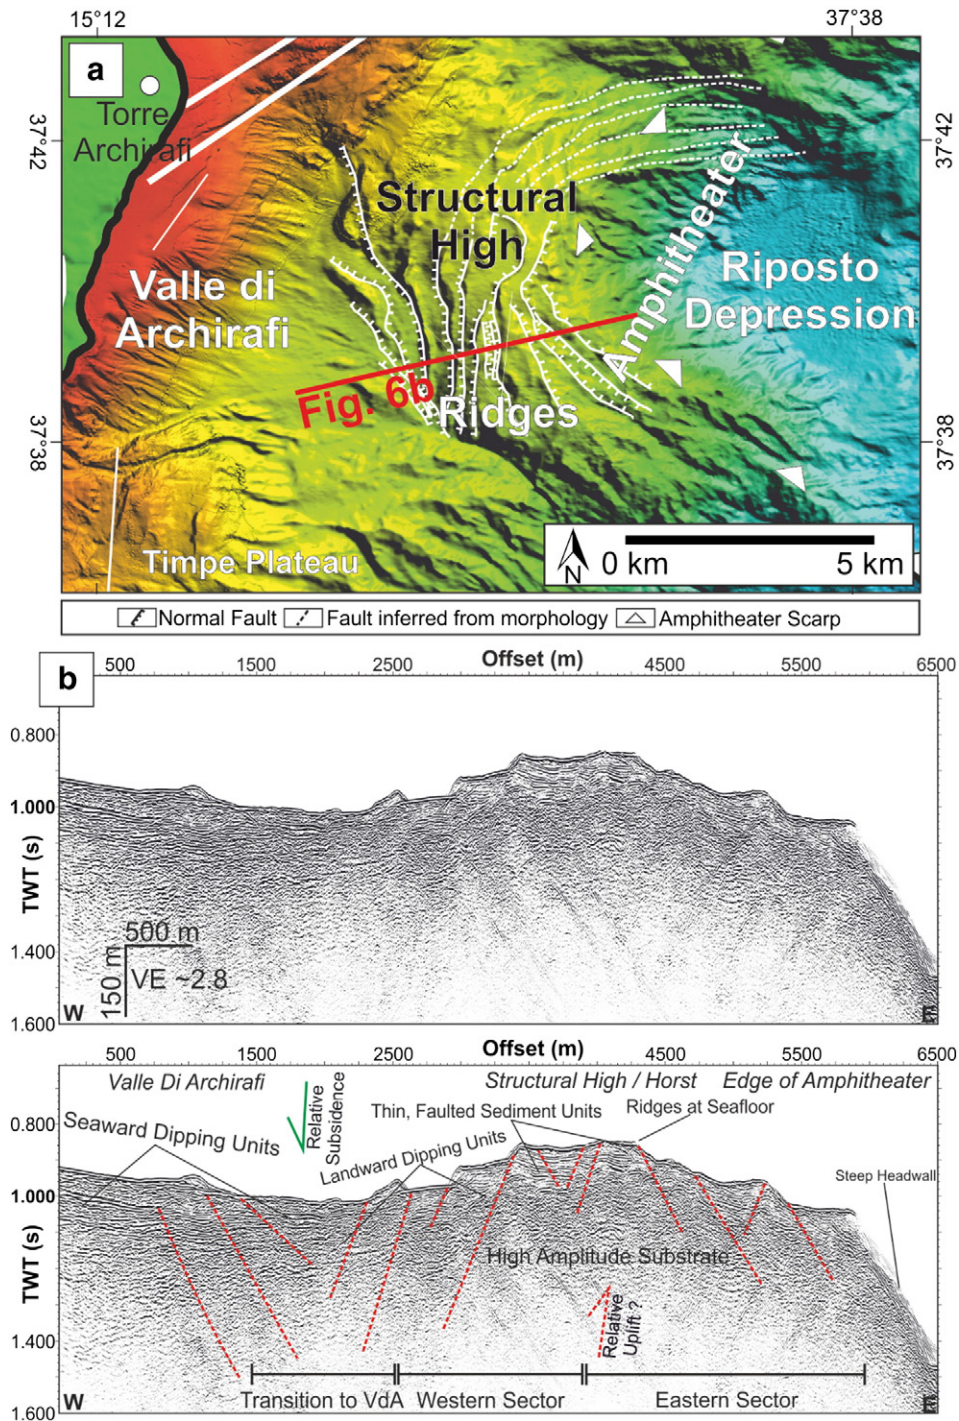 15°12
37°38
a
Torre
Archirafi
37°42
37°42
Structural
High
Amphitheater
Valle di
Archirafi
Riposto
Depression
Fig. 6b
Ridges
37°38
37°38
Timpe Plateau
N
0 km
5 km
Normal Fault
Fault inferred from morphology
Amphitheater Scarp
b
500
1500
2500
Offset (m)
4500
5500
6500
0.800
1.000
TWT (s)
1.400
1.600
500 m
150 m
VE ~2.8
W
E
500
1500
2500
Offset (m)
4500
5500
6500
Valle Di Archirafi
Structural High / Horst
Edge of Amphitheater
Relative
Subsidence
Thin, Faulted Sediment Units
Ridges at Seafloor
Seaward Dipping Units
Landward Dipping Units
Steep Headwall
0.800
1.000
TWT (s)
1.400
1.600
High Amplitude Substrate
Relative
Uplift ?
Transition to VdA
Western Sector
Eastern Sector
W
E